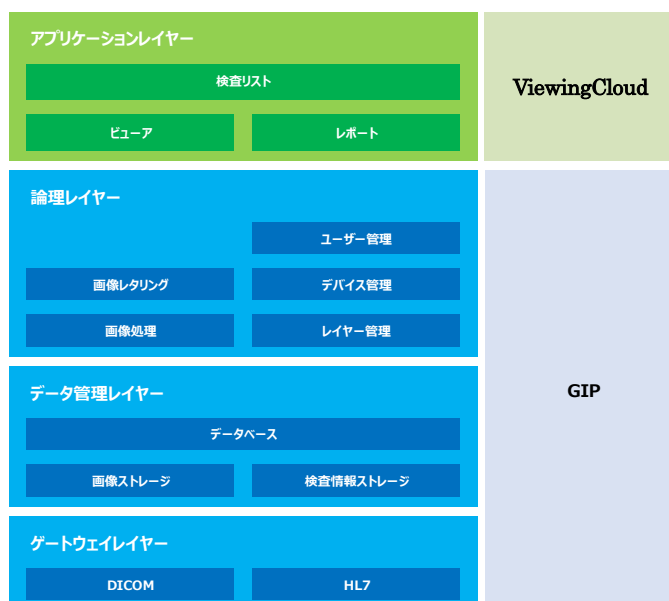 アプリケーションレイヤー
検査リスト
ViewingCloud
ビューア
レポート
論理レイヤー
ユーザー管理
画像レタリング
デバイス管理
画像処理
レイヤー管理
データ管理レイヤー
GIP
データベース
画像ストレージ
検査情報ストレージ
ゲートウェイレイヤー
DICOM
HL7